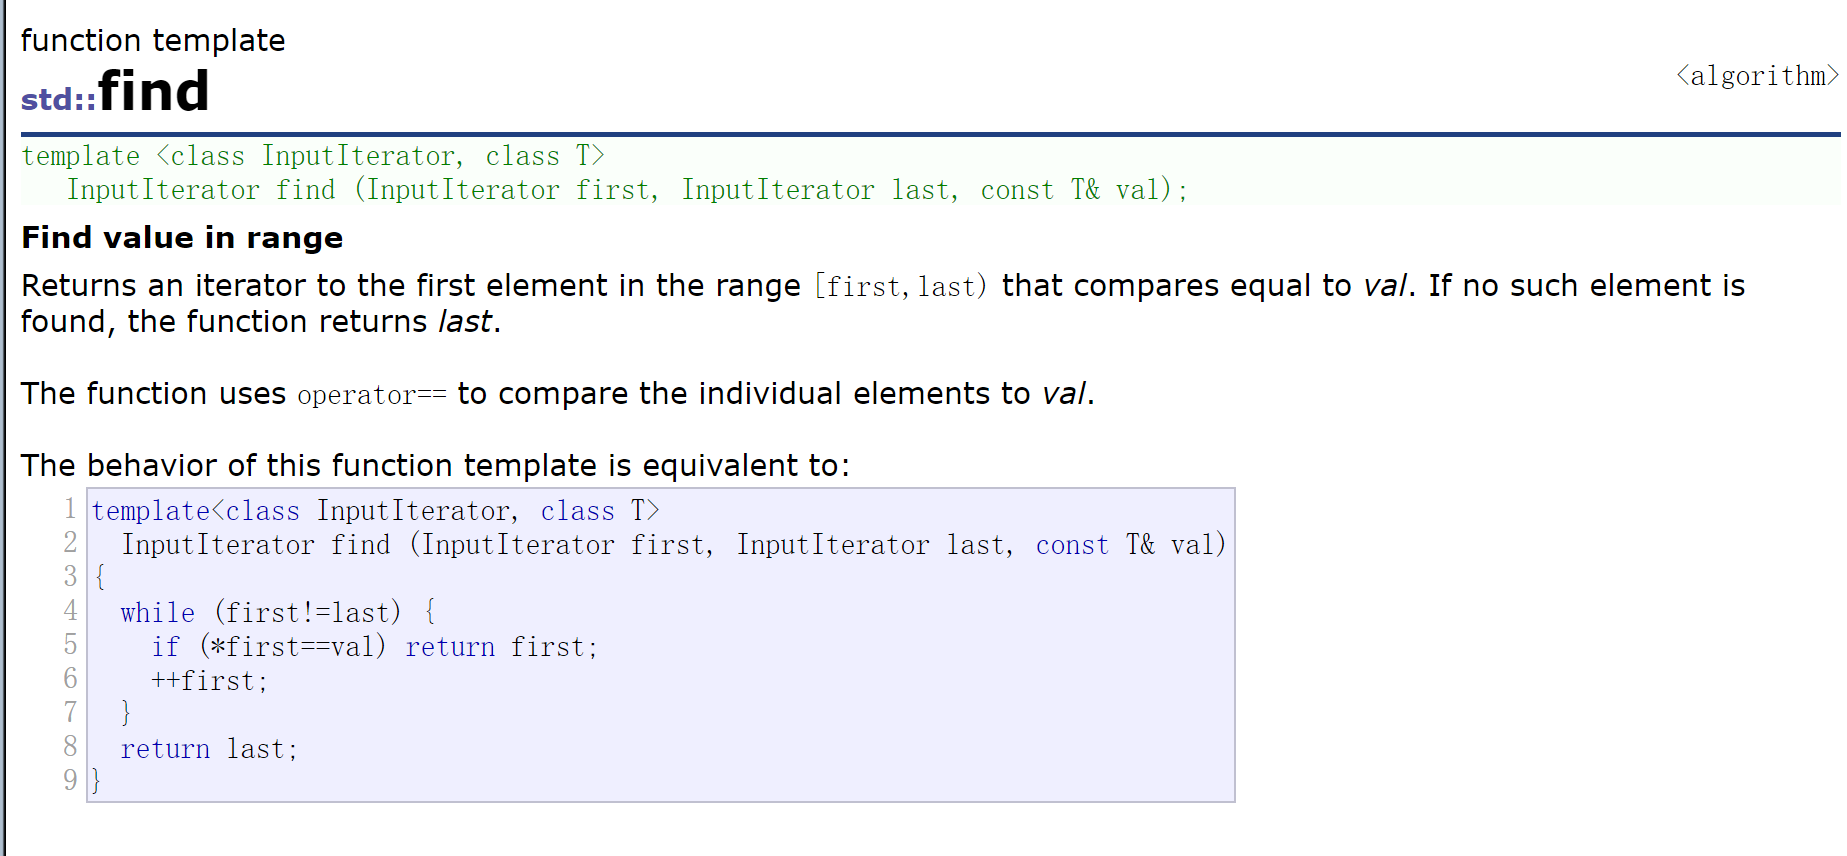 function template
std::find
<algorithm>
template <class InputIterator, class T>
InputIterator find (InputIterator first, InputIterator last, const T& val);
Find value in range
Returns an iterator to the first element in the range [first,last) that compares equal to val. If no such element is
found, the function returns last.
The function uses operator== to compare the individual elements to val.
The behavior of this function template is equivalent to:
1 template<class InputIterator, class T>
2 InputIterator find (InputIterator first, InputIterator last, const T& val)
3 {
4 while (first!=last) {
5 if (*first==val) return first;
6 ++first;
7 }
8 return last;
9 }